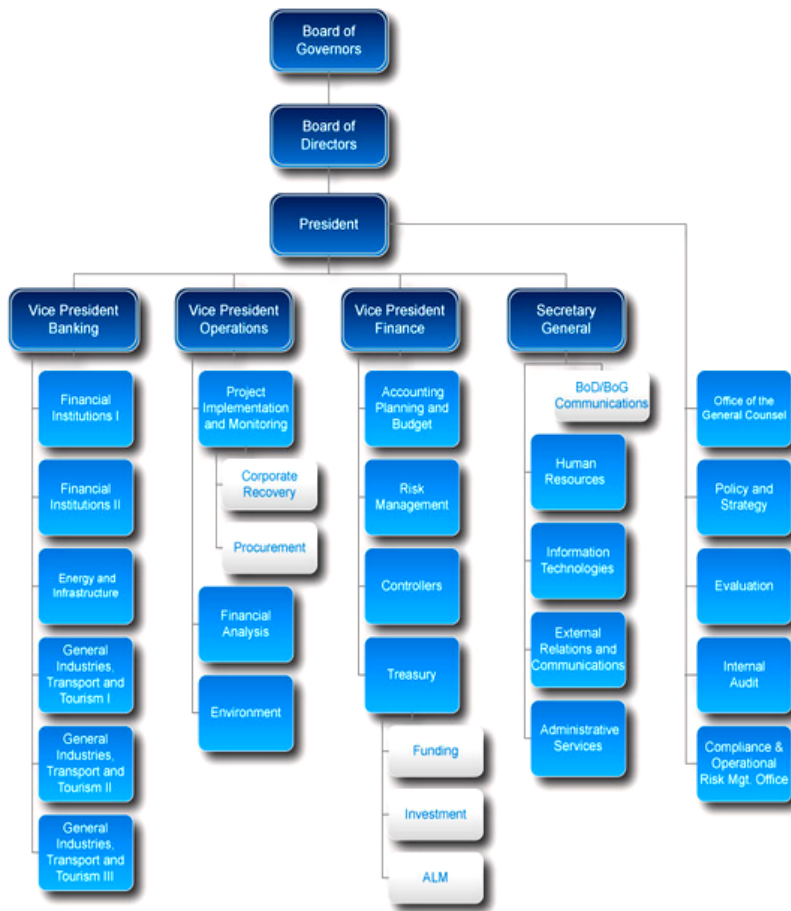 Board of
Governors
Board of
Directors
President
Vice President
Banking
Vice President
Operations
Vice President
Finance
Secretary
General
Financial
Institutions I
Financial
Institutions II
Energy and
Infrastructure
General
Industries,
Transport and
Tourism I
General
Industries,
Transport and
Tourism II
General
Industries,
Transport and
Tourism III
Project
Implementation
and Monitoring
Corporate
Recovery
Procurement
Financial
Analysis
Environment
Accounting
Planning and
Budget
Risk
Management
Controllers
Treasury
Funding
Investment
ALM
BoD/BoG
Communications
Human
Resources
Information
Technologies
External
Relations and
Communications
Administrative
Services
Office of the
General Counsel
Policy and
Strategy
Evaluation
Internal
Audit
Compliance &
Operational
Risk Mgt. Office